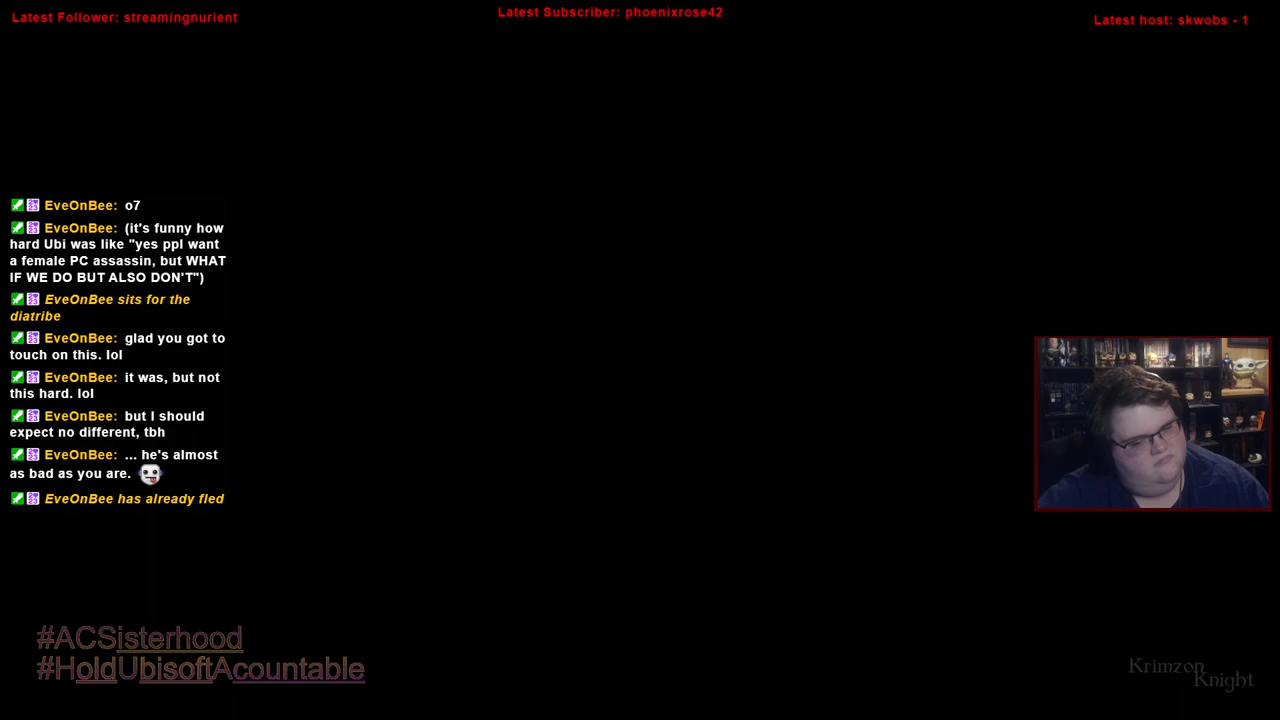 Latest Follower: streamingnurient
Latest Subscriber: phoenixrose42
Latest host: skwobs - 1
EveOnBee: o7
EveOnBee: (it's funny how
hard Ubi was like "yes ppl want
a female PC assassin, but WHAT
IF WE DO BUT ALSO DON'T")
EveOnBee sits for the
diatribe
EveOnBee: glad you got to
touch on this. lol
EveOnBee: it was, but not
this hard. lol
EveOnBee: but I should
expect no different, tbh
EveOnBee: ... he's almost
as bad as you are.
EveOnBee has already fled
#ACSisterhood
#HoldUbisoftAcountable
Krimzon
Knight